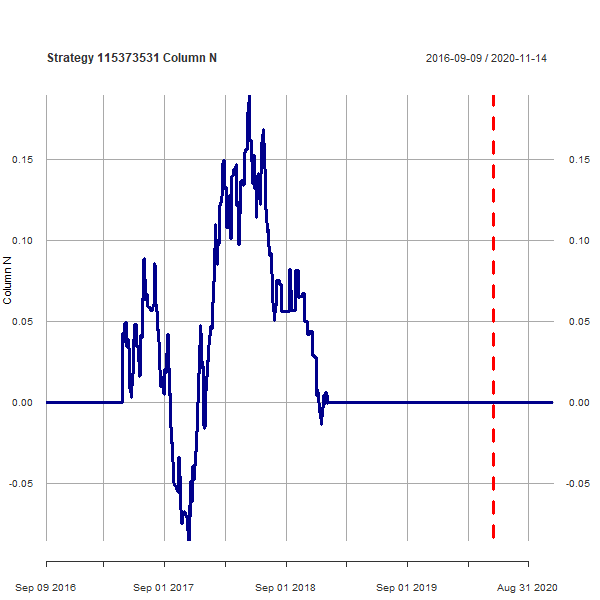 Strategy 115373531 Column N
2016-09-09 / 2020-11-14
0.15
0.15
0.10
0.10
Column N
0.05
0.05
0.00
0.00
-0.05
-0.05
Sep 09 2016
Sep 01 2017
Sep 01 2018
Sep 01 2019
Aug 31 2020